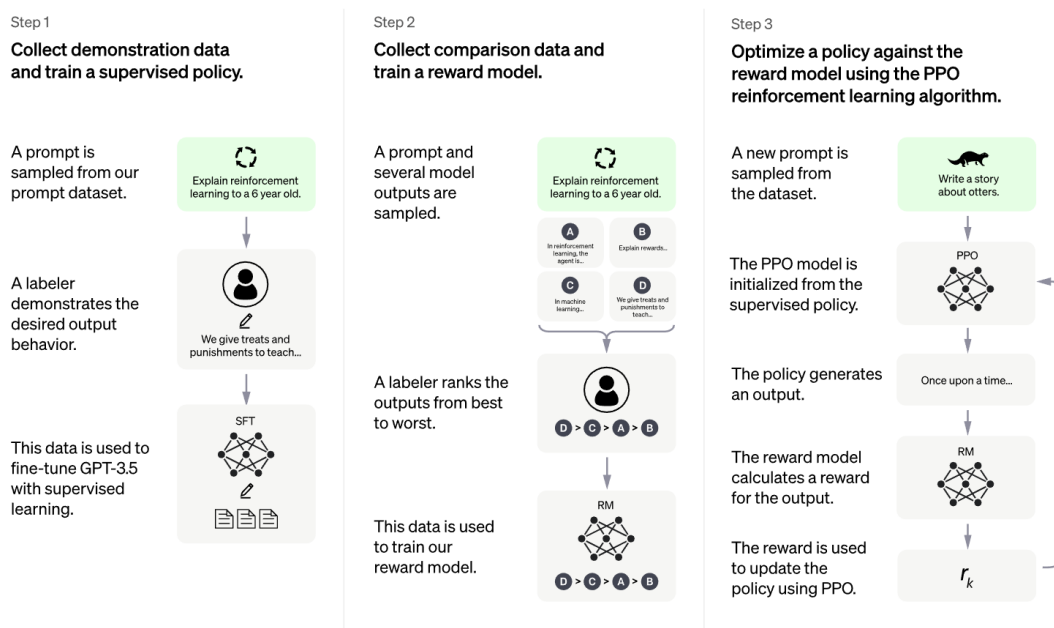 Step 1
Collect demonstration data
and train a supervised policy.
A prompt is
sampled from our
prompt dataset.
Explain reinforcement
learning to a 6 year old.
A labeler
demonstrates the
desired output
behavior.
We give treats and
punishments to teach...
This data is used to
fine-tune GPT-3.5
with supervised
learning.
SFT
Step 2
Collect comparison data and
train a reward model.
A prompt and
several model
outputs are
sampled.
Explain reinforcement
learning to a 6 year old.
A
In reinforcement
learning, the
agent is...
B
Explain rewards...
C
In machine
learning...
D
We give treats and
punishments to
teach...
A labeler ranks the
outputs from best
to worst.
D > C > A > B
This data is used
to train our
reward model.
RM
D > C > A > B
Step 3
Optimize a policy against the
reward model using the PPO
reinforcement learning algorithm.
A new prompt is
sampled from
the dataset.
Write a story
about otters.
The PPO model is
initialized from the
supervised policy.
PPO
The policy generates
an output.
Once upon a time...
The reward model
calculates a reward
for the output.
RM
The reward is used
to update the
policy using PPO.
rk